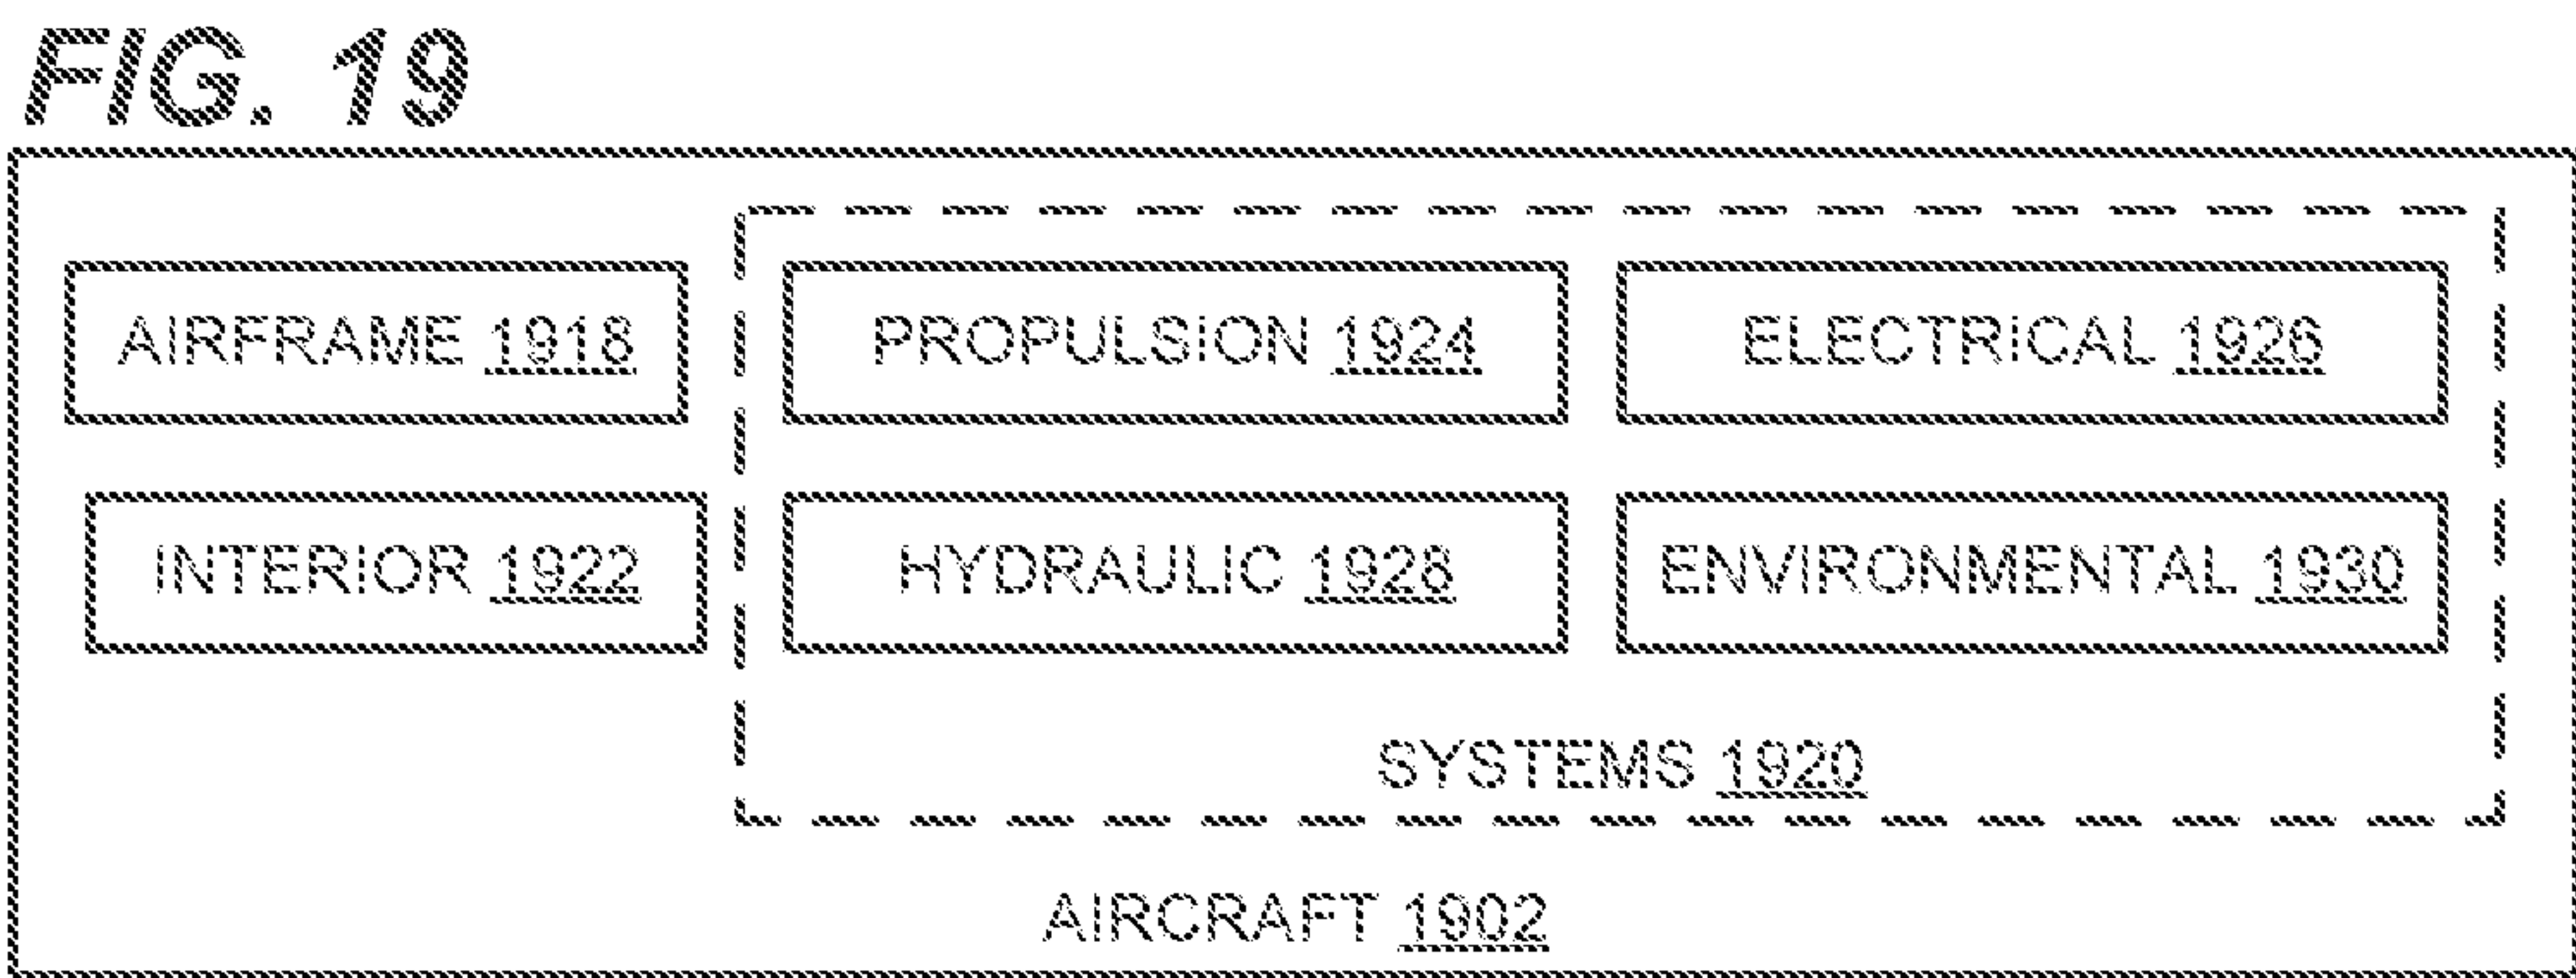 FIG. 19
AIRFRAME 1918
PROPULSION 1924
ELECTRICAL 1926
INTERIOR 1922
HYDRAULIC 1928
ENVIRONMENTAL 1930
SYSTEMS 1920
AIRCRAFT 1902